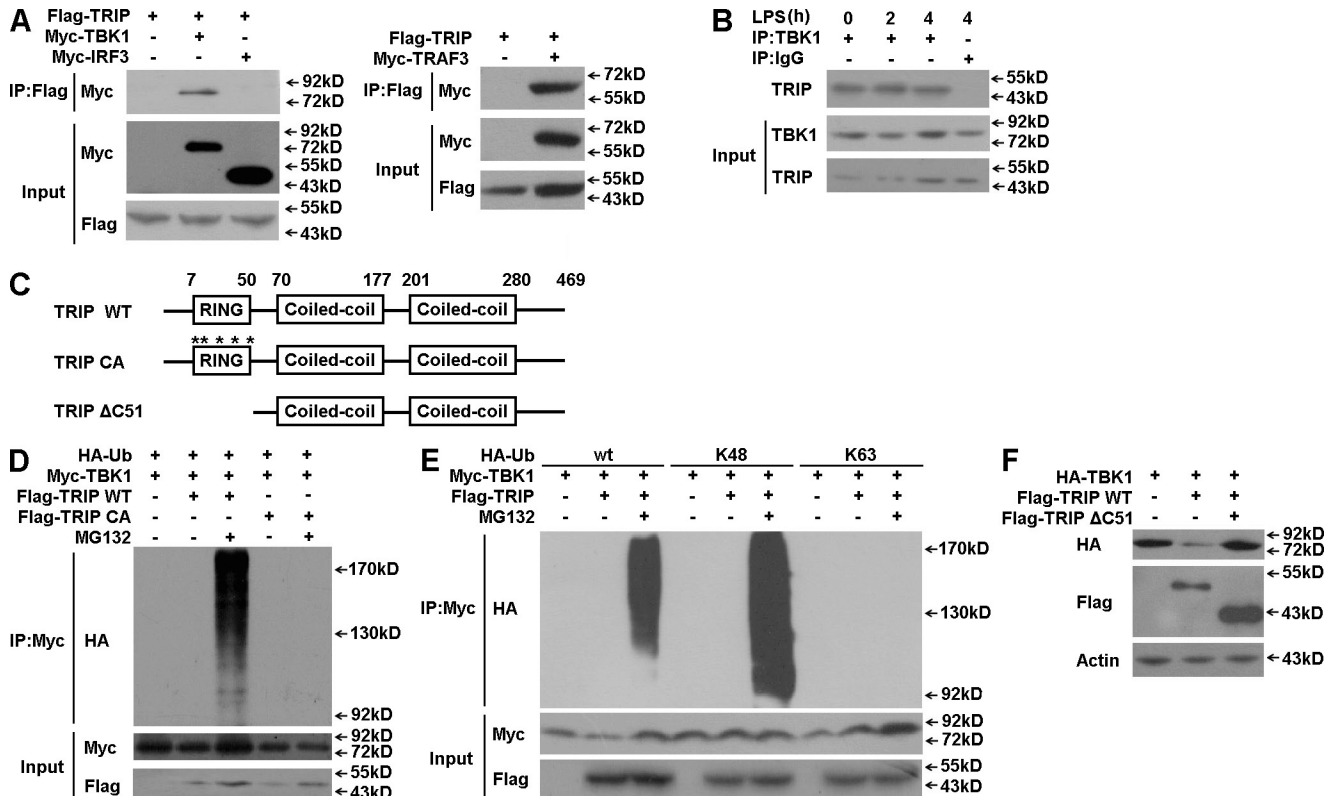 A
Flag-TRIP + + +
Myc-TBK1 - + -
Myc-IRF3 - - +
IP:Flag Myc ←92kD
←72kD
Input Myc ←92kD
←72kD
←55kD
←43kD
Flag ←55kD
←43kD
Flag-TRIP + +
Myc-TRAF3 - +
IP:Flag Myc ←72kD
←55kD
Input Myc ←72kD
←55kD
Flag ←55kD
←43kD
B
LPS(h) 0 2 4 4
IP:TBK1 + + + -
IP:IgG - - - +
TRIP ←55kD
←43kD
Input TBK1 ←92kD
←72kD
TRIP ←55kD
←43kD
C
7 50 70 177 201 280 469
TRIP WT RING Coiled-coil Coiled-coil
** * * *
TRIP CA RING Coiled-coil Coiled-coil
TRIP ΔC51 Coiled-coil Coiled-coil
D
HA-Ub + + + + +
Myc-TBK1 + + + + +
Flag-TRIP WT - + + - -
Flag-TRIP CA - - - + +
MG132 - - + - +
IP:Myc HA ←170kD
←130kD
←92kD
Input Myc ←92kD
←72kD
Flag ←55kD
←43kD
E
HA-Ub wt K48 K63
Myc-TBK1 + + + + + + + + +
Flag-TRIP - + + - + + - + +
MG132 - - + - - + - - +
IP:Myc HA ←170kD
←130kD
←92kD
Input Myc ←92kD
←72kD
Flag ←55kD
←43kD
F
HA-TBK1 + + +
Flag-TRIP WT - + +
Flag-TRIP ΔC51 - - +
HA ←92kD
←72kD
Flag ←55kD
←43kD
Actin ←43kD